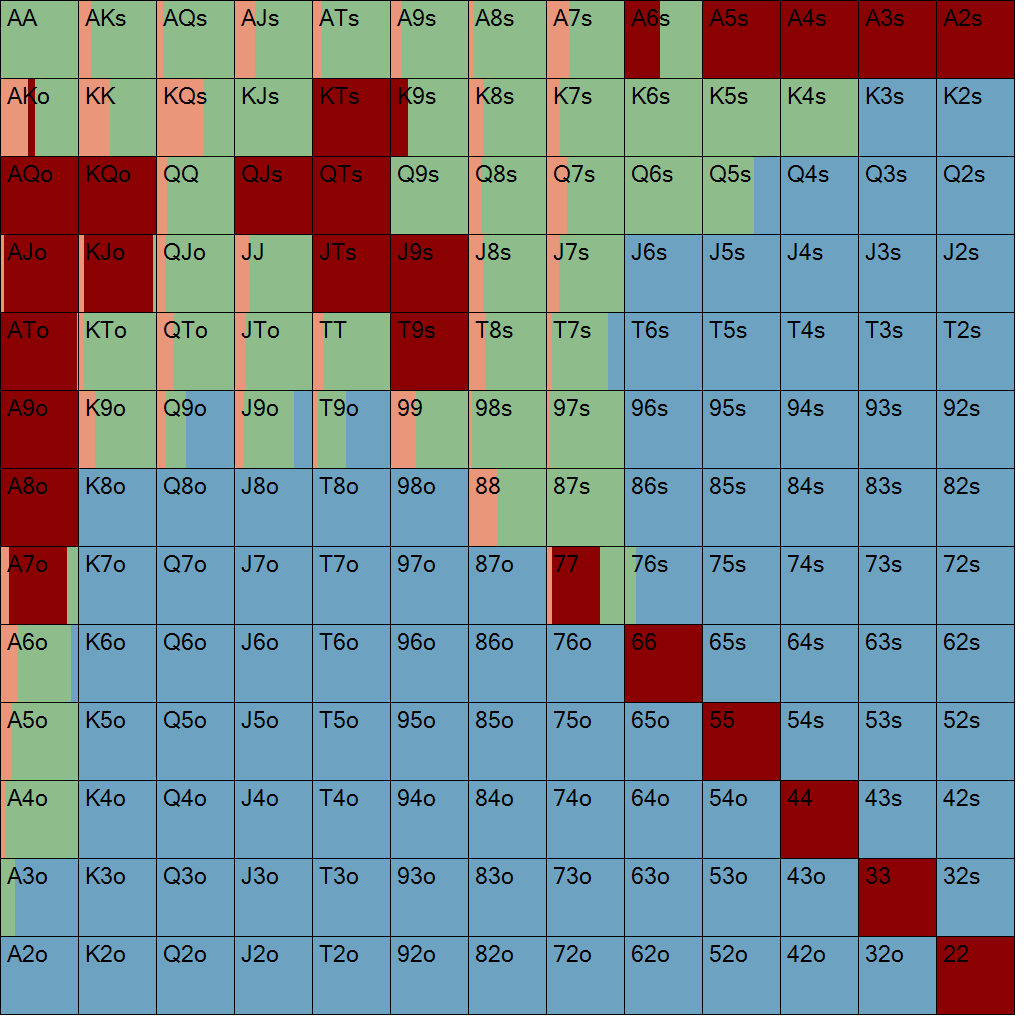 AA AKs AQs AJs ATs A9s A8s A7s A6s A5s A4s A3s A2s
AKo KK KQs KJs KTs K9s K8s K7s K6s K5s K4s K3s K2s
AQo KQo QQ QJs QTs Q9s Q8s Q7s Q6s Q5s Q4s Q3s Q2s
AJo KJo QJo JJ JTs J9s J8s J7s J6s J5s J4s J3s J2s
ATo KTo QTo JTo TT T9s T8s T7s T6s T5s T4s T3s T2s
A9o K9o Q9o J9o T9o 99 98s 97s 96s 95s 94s 93s 92s
A8o K8o Q8o J8o T8o 98o 88 87s 86s 85s 84s 83s 82s
A7o K7o Q7o J7o T7o 97o 87o 77 76s 75s 74s 73s 72s
A6o K6o Q6o J6o T6o 96o 86o 76o 66 65s 64s 63s 62s
A5o K5o Q5o J5o T5o 95o 85o 75o 65o 55 54s 53s 52s
A4o K4o Q4o J4o T4o 94o 84o 74o 64o 54o 44 43s 42s
A3o K3o Q3o J3o T3o 93o 83o 73o 63o 53o 43o 33 32s
A2o K2o Q2o J2o T2o 92o 82o 72o 62o 52o 42o 32o 22